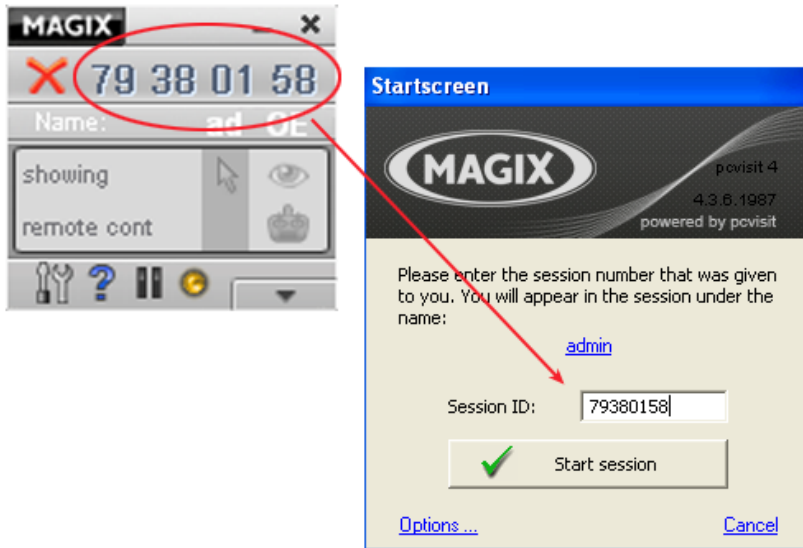 MAGIX
79 38 01 58
Name: ad OE
showing
remote cont
Startscreen
MAGIX
pcvisit 4
4.3.6.1987
powered by pcvisit
Please enter the session number that was given
to you. You will appear in the session under the
name:
admin
Session ID: 79380158
Start session
Options ... Cancel